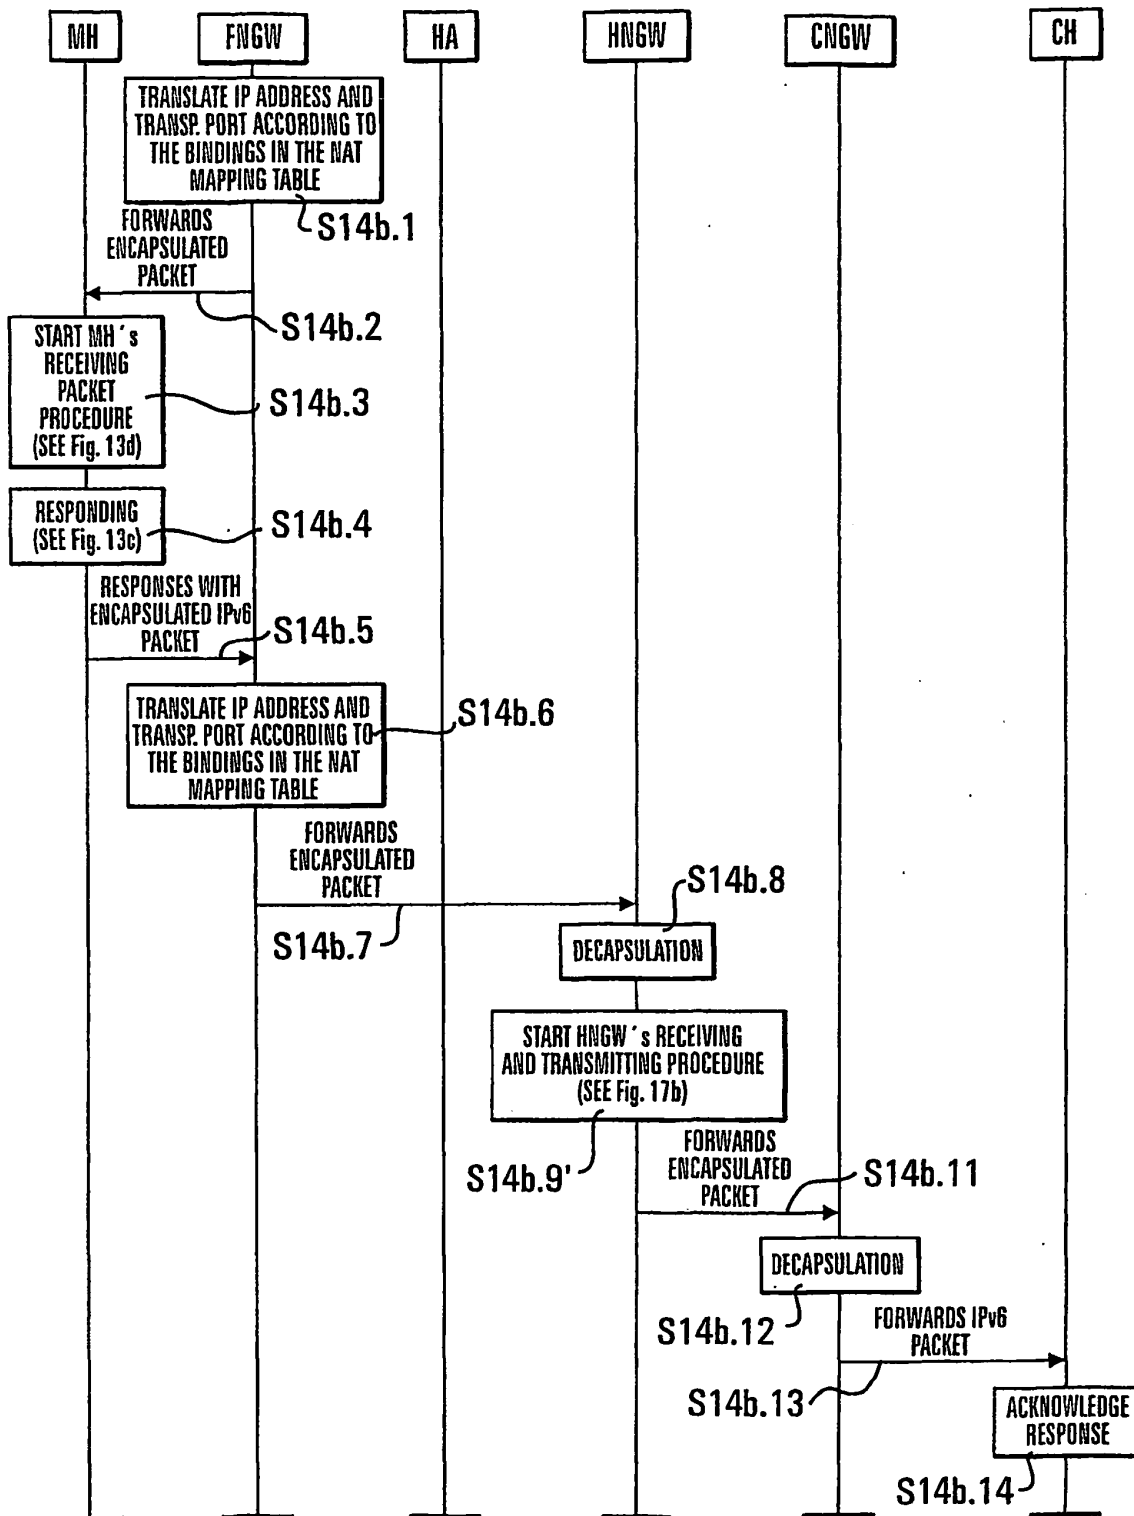 MH FNGW HA HNGW CNGW CH
TRANSLATE IP ADDRESS AND
TRANSP. PORT ACCORDING TO
THE BINDINGS IN THE NAT
MAPPING TABLE
S14b.1
FORWARDS
ENCAPSULATED
PACKET
S14b.2
START MH´s
RECEIVING
PACKET
PROCEDURE
(SEE Fig. 13d)
S14b.3
RESPONDING
(SEE Fig. 13c)
S14b.4
RESPONSES WITH
ENCAPSULATED IPv6
PACKET
S14b.5
TRANSLATE IP ADDRESS AND
TRANSP. PORT ACCORDING TO
THE BINDINGS IN THE NAT
MAPPING TABLE
S14b.6
FORWARDS
ENCAPSULATED
PACKET
S14b.7
S14b.8
DECAPSULATION
START HNGW´s RECEIVING
AND TRANSMITTING PROCEDURE
(SEE Fig. 17b)
S14b.9'
FORWARDS
ENCAPSULATED
PACKET
S14b.11
DECAPSULATION
S14b.12
FORWARDS IPv6
PACKET
S14b.13
ACKNOWLEDGE
RESPONSE
S14b.14